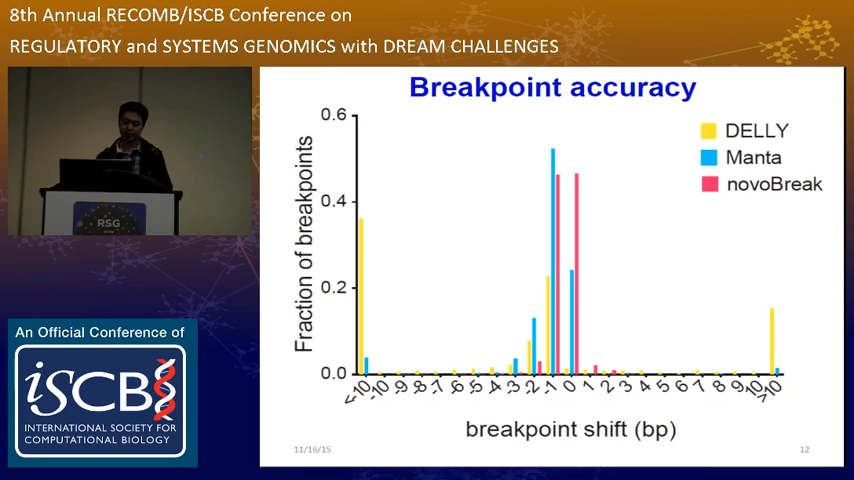 8th Annual RECOMB/ISCB Conference on
REGULATORY and SYSTEMS GENOMICS with DREAM CHALLENGES
RSG
An Official Conference of
iSCB
INTERNATIONAL SOCIETY FOR
COMPUTATIONAL BIOLOGY
Breakpoint accuracy
DELLY
Manta
novoBreak
Fraction of breakpoints
0.6
0.4
0.2
0.0
<-10 -10 -9 -8 -7 -6 -5 -4 -3 -2 -1 0 1 2 3 4 5 6 7 8 9 10 >10
breakpoint shift (bp)
11/16/15
12